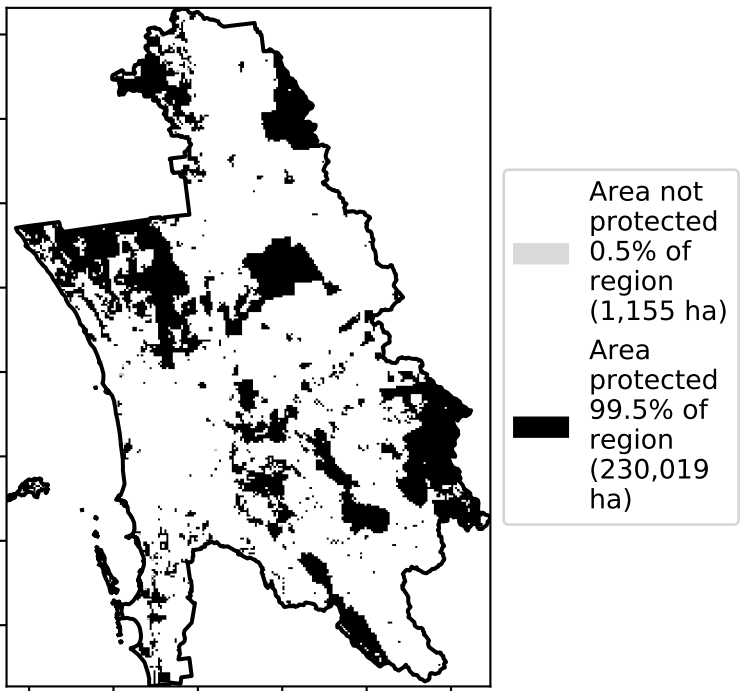 Area not
protected
0.5% of
region
(1,155 ha)
Area
protected
99.5% of
region
(230,019
ha)